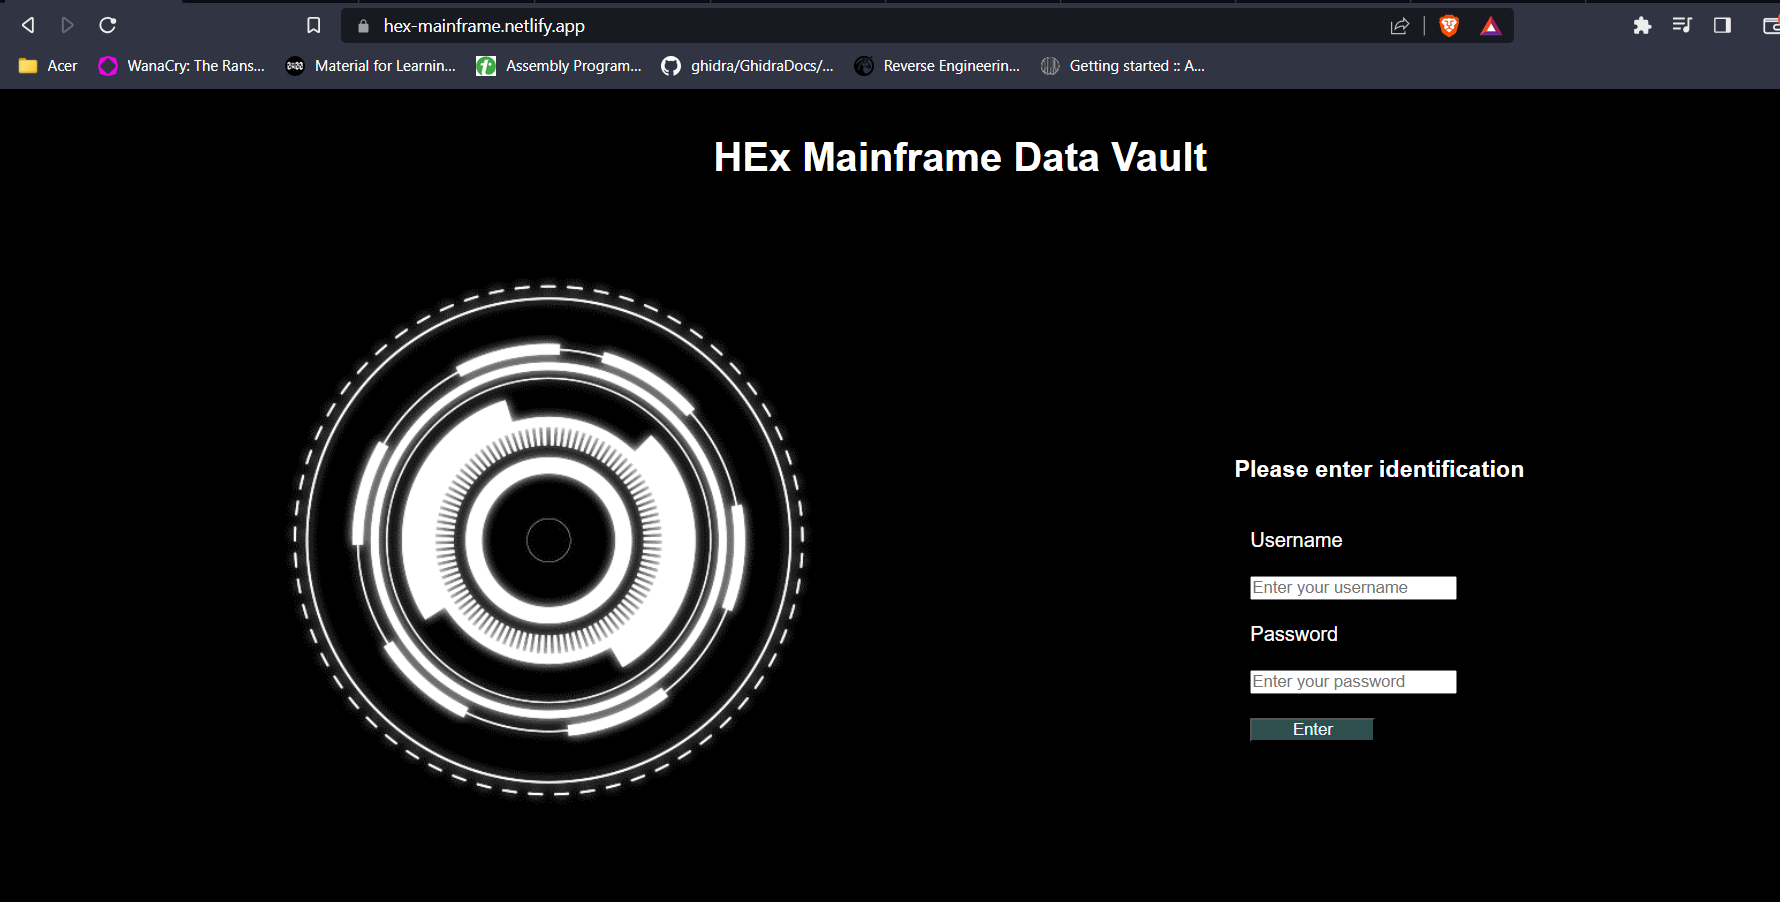 hex-mainframe.netlify.app
Acer WanaCry: The Rans... Material for Learnin... Assembly Program... ghidra/GhidraDocs/... Reverse Engineerin... Getting started :: A...
HEx Mainframe Data Vault
Please enter identification
Username
Enter your username
Password
Enter your password
Enter